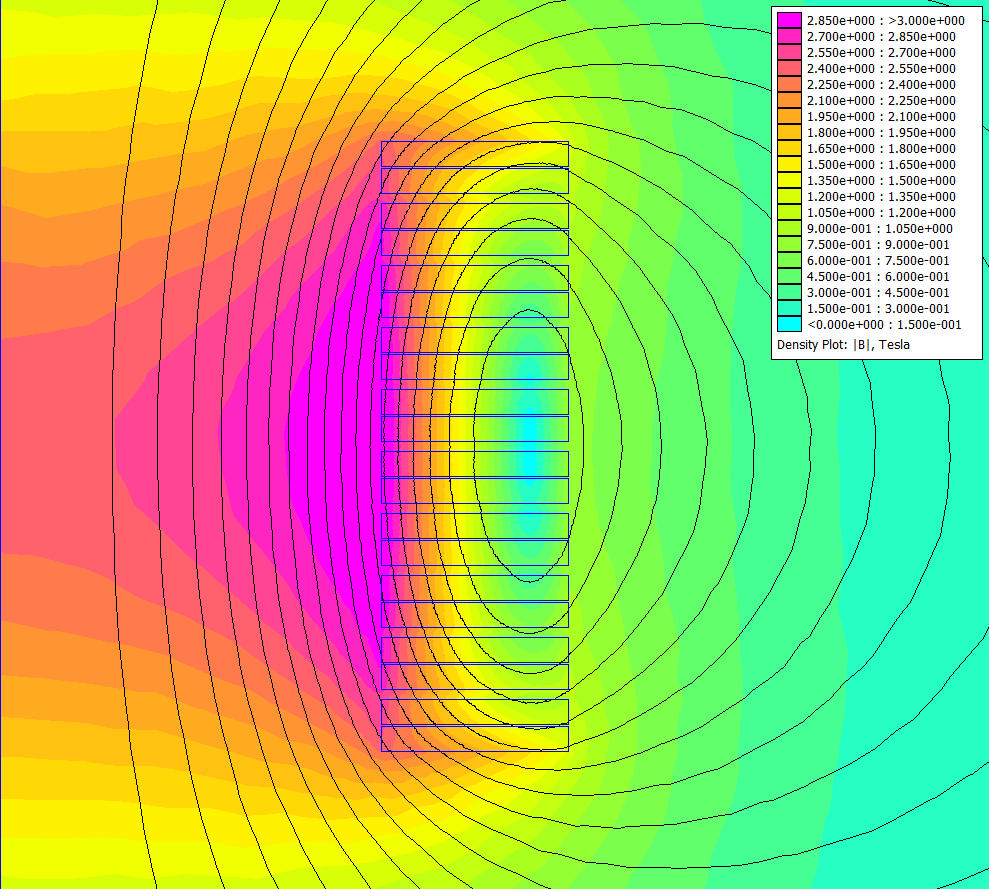 2.850e+000 : >3.000e+000
2.700e+000 : 2.850e+000
2.550e+000 : 2.700e+000
2.400e+000 : 2.550e+000
2.250e+000 : 2.400e+000
2.100e+000 : 2.250e+000
1.950e+000 : 2.100e+000
1.800e+000 : 1.950e+000
1.650e+000 : 1.800e+000
1.500e+000 : 1.650e+000
1.350e+000 : 1.500e+000
1.200e+000 : 1.350e+000
1.050e+000 : 1.200e+000
9.000e-001 : 1.050e+000
7.500e-001 : 9.000e-001
6.000e-001 : 7.500e-001
4.500e-001 : 6.000e-001
3.000e-001 : 4.500e-001
1.500e-001 : 3.000e-001
<0.000e+000 : 1.500e-001
Density Plot: |B|, Tesla